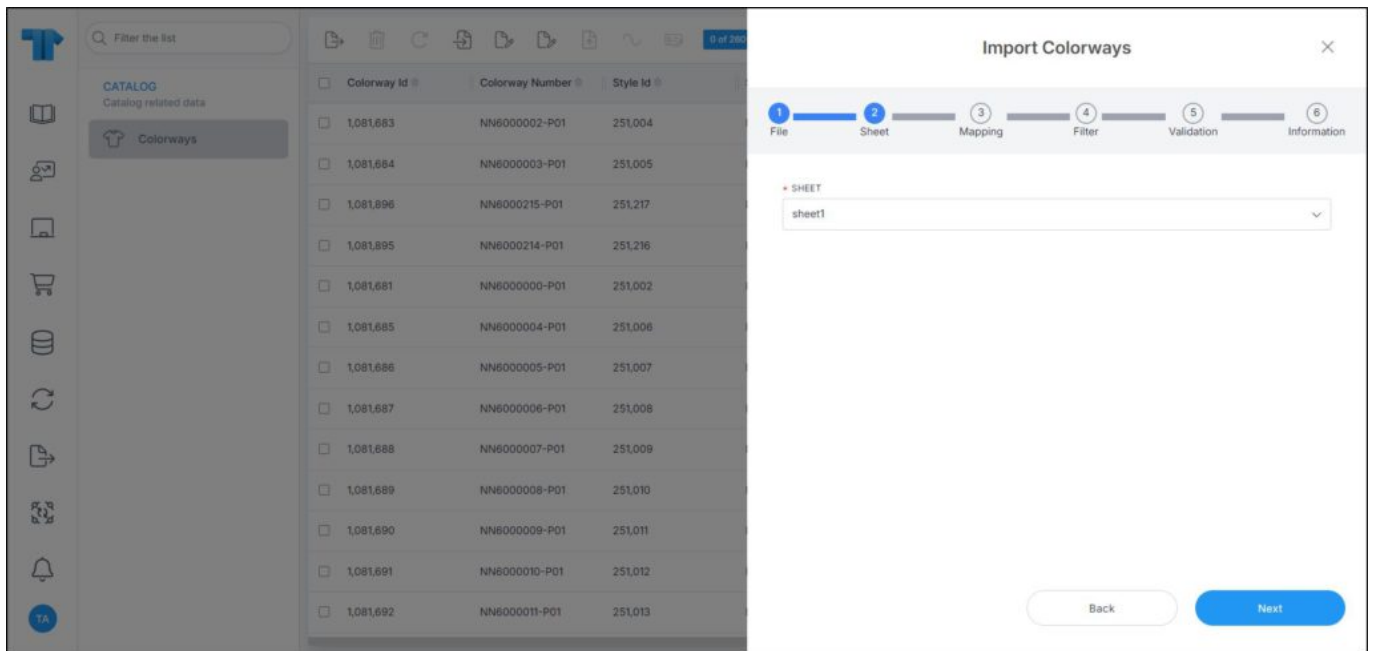 Filter the list
CATALOG
Catalog related data
Colorways
0 of 260
Colorway Id
Colorway Number
Style Id
1,081,683 NN6000002-P01 251,004
1,081,684 NN6000003-P01 251,005
1,081,896 NN6000215-P01 251,217
1,081,895 NN6000214-P01 251,216
1,081,681 NN6000000-P01 251,002
1,081,685 NN6000004-P01 251,006
1,081,686 NN6000005-P01 251,007
1,081,687 NN6000006-P01 251,008
1,081,688 NN6000007-P01 251,009
1,081,689 NN6000008-P01 251,010
1,081,690 NN6000009-P01 251,011
1,081,691 NN6000010-P01 251,012
1,081,692 NN6000011-P01 251,013
TA
Import Colorways
1 2 3 4 5 6
File Sheet Mapping Filter Validation Information
* SHEET
sheet1
Back
Next